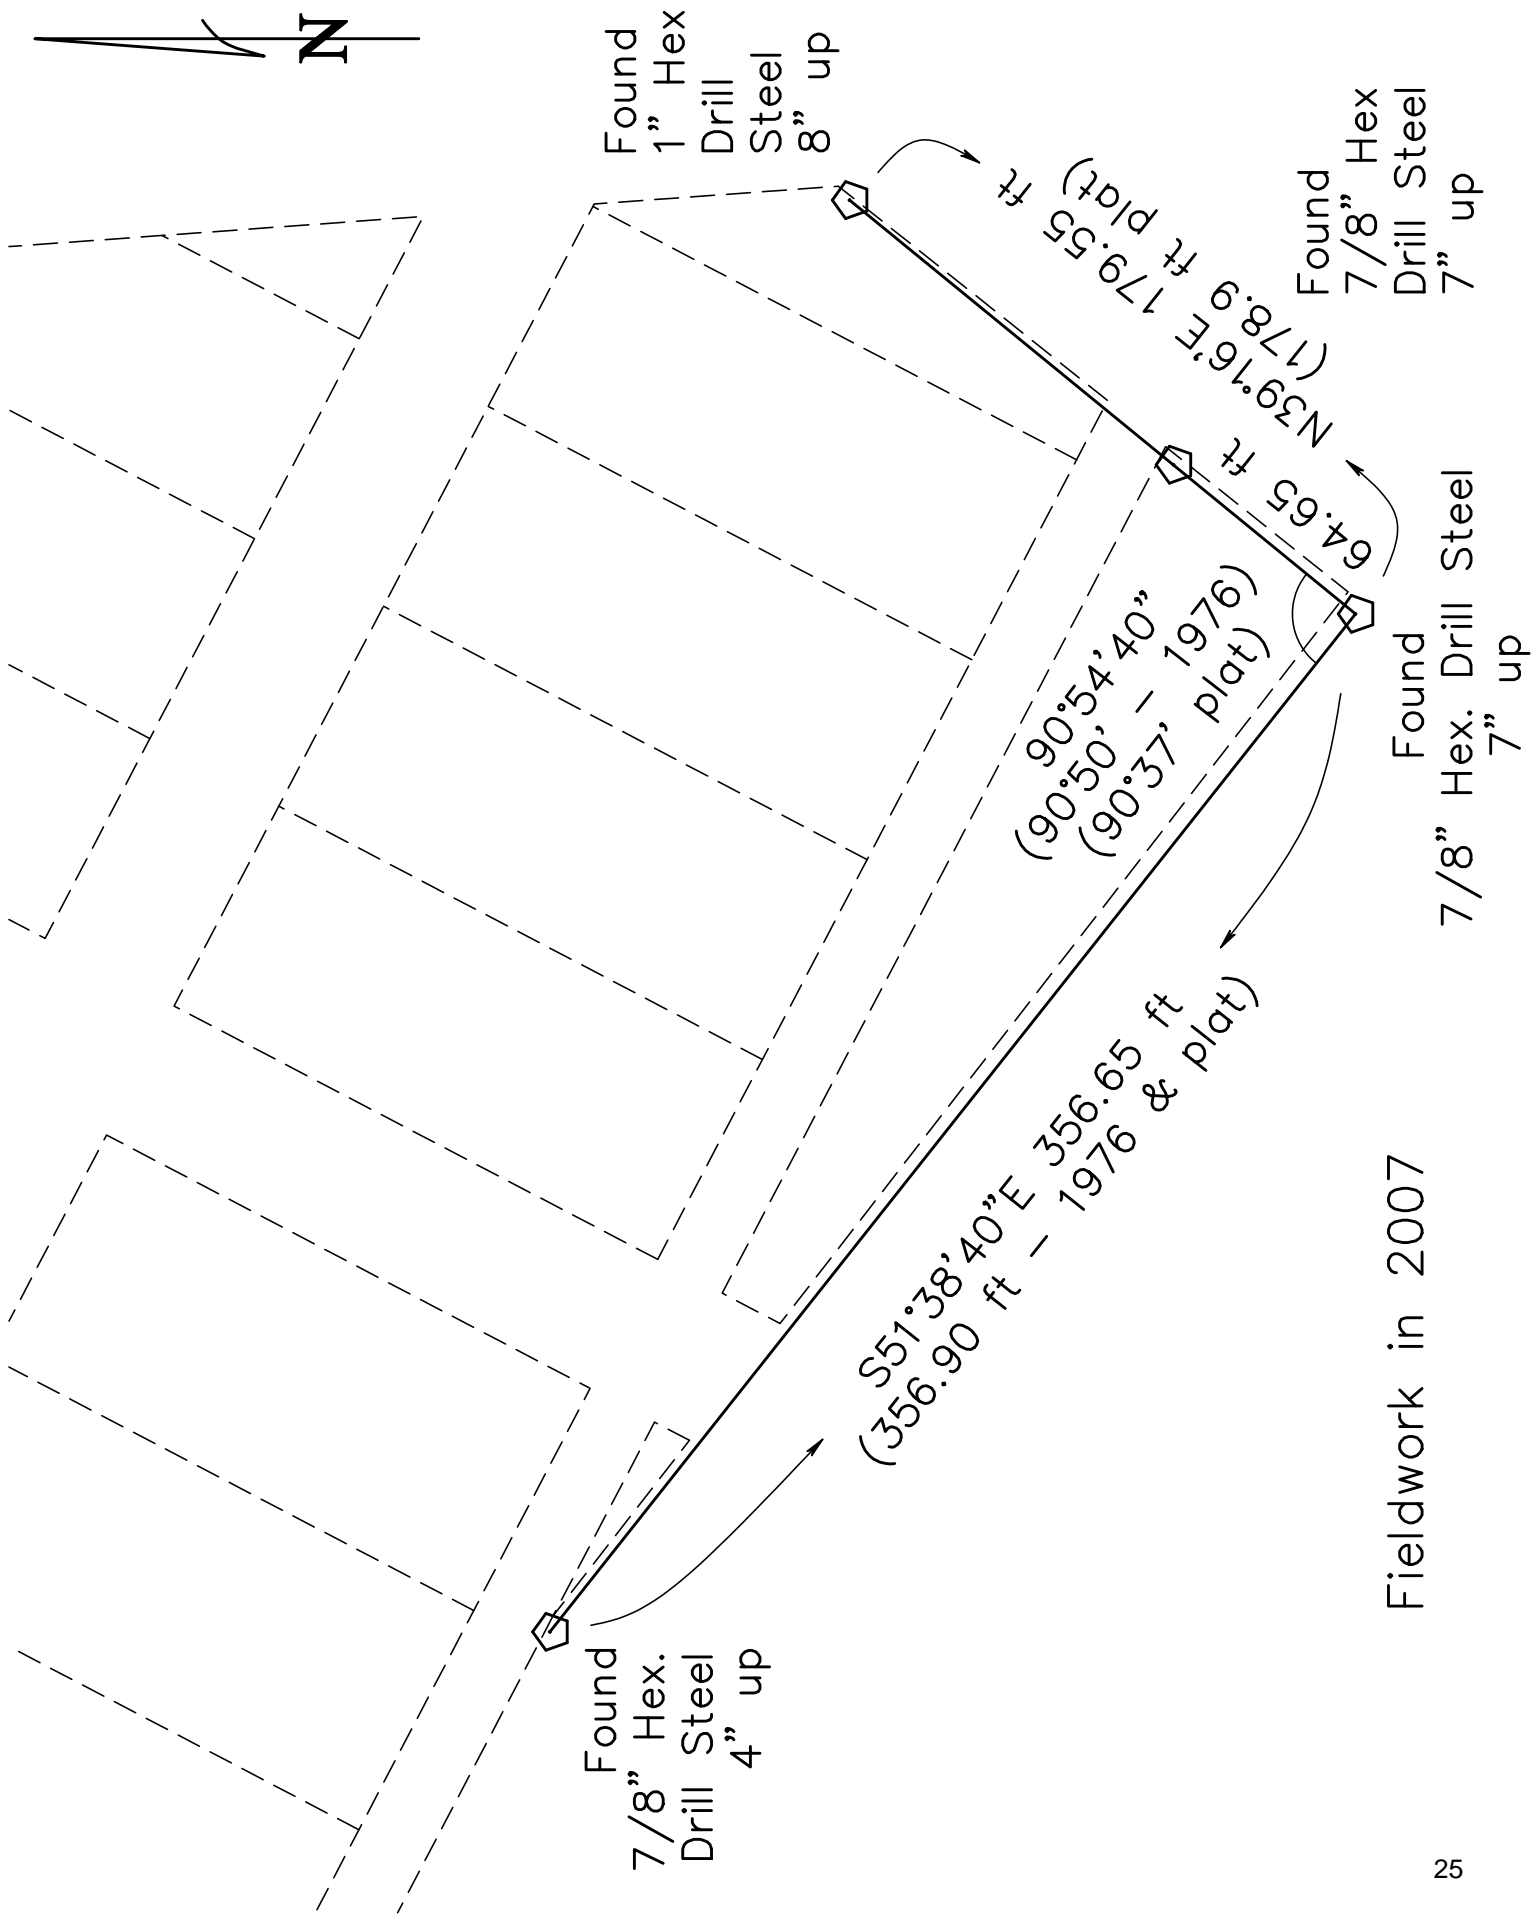 N
Found
1" Hex
Drill
Steel
8" up
N39°16'E 179.55 ft
(178.9 ft plat)
Found
7/8" Hex
Drill Steel
7" up
64.65 ft
90°54'40"
(90°50' – 1976)
(90°37' plat)
Found
7/8" Hex. Drill Steel
7" up
S51°38'40"E 356.65 ft
(356.90 ft – 1976 & plat)
Found
7/8" Hex.
Drill Steel
4" up
Fieldwork in 2007
25